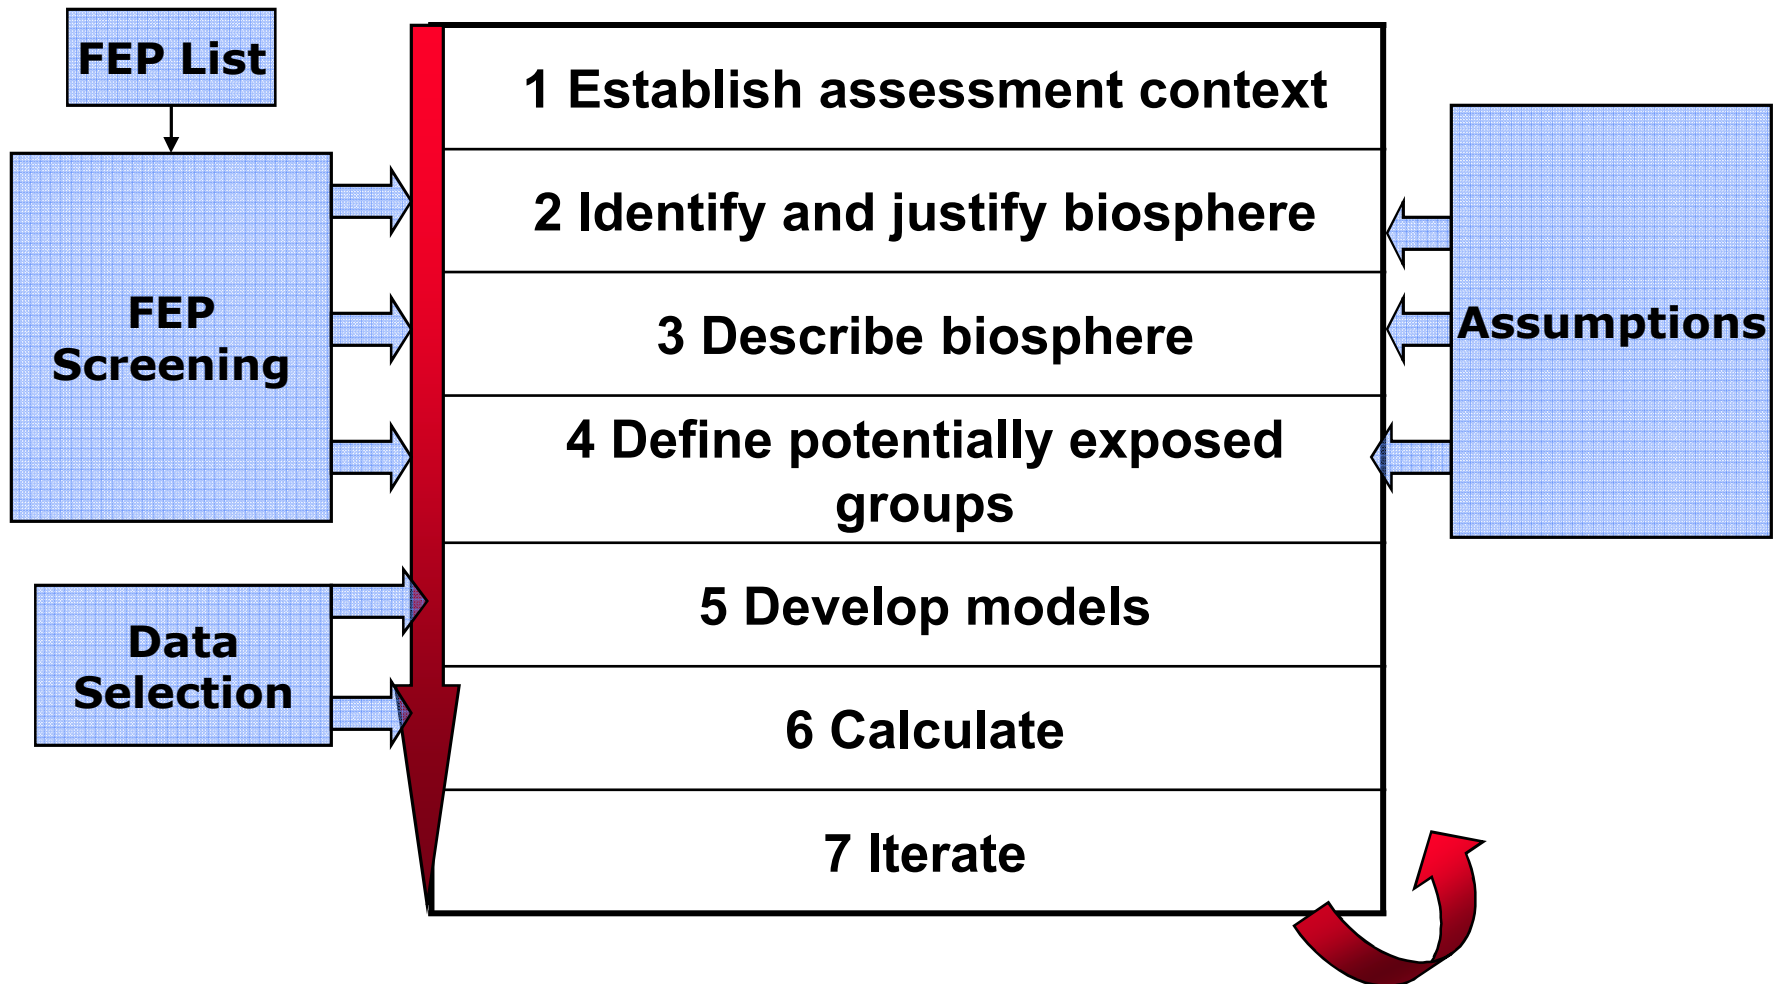 FEP List
FEP
Screening
Data
Selection
1 Establish assessment context
2 Identify and justify biosphere
3 Describe biosphere
4 Define potentially exposed
groups
5 Develop models
6 Calculate
7 Iterate
Assumptions